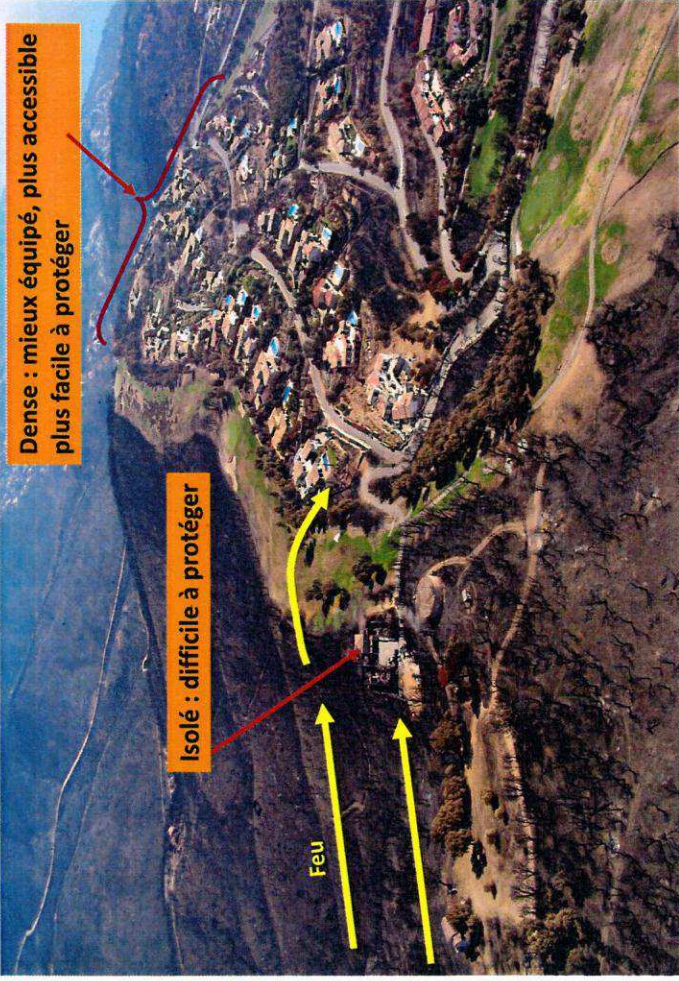 Dense : mieux équipé, plus accessible
plus facile à protéger
Isolé : difficile à protéger
Feu